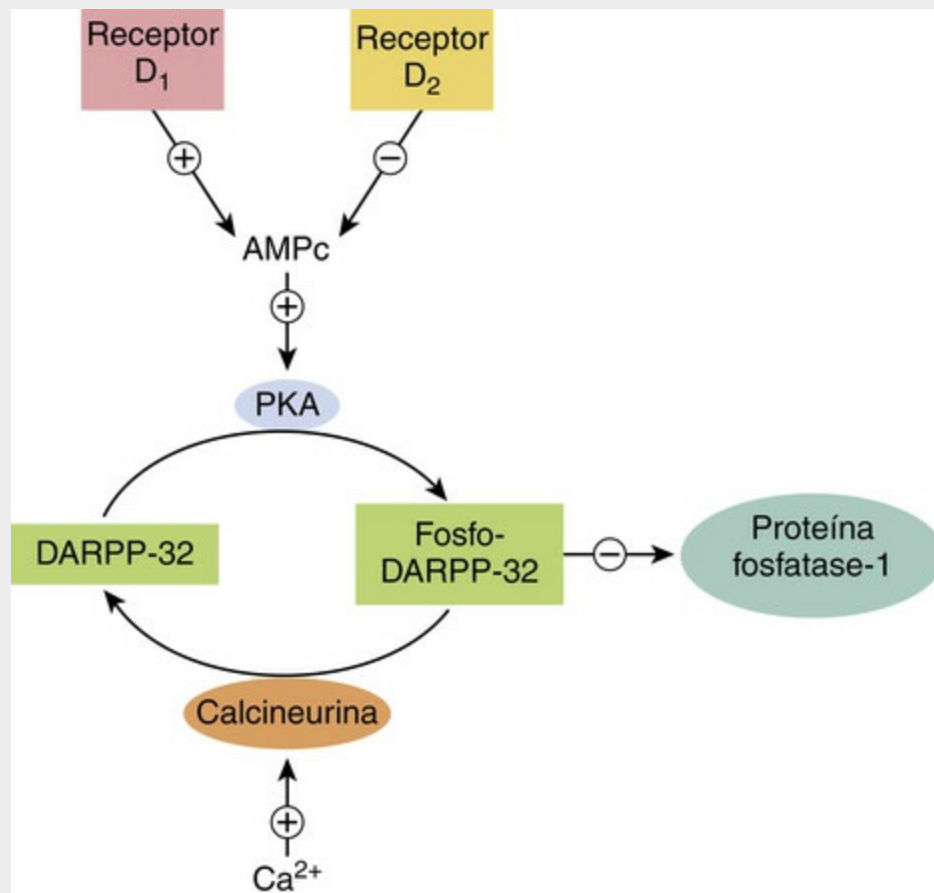 Receptor
D₁
Receptor
D₂
+
−
AMPc
+
PKA
DARPP-32
Fosfo-
DARPP-32
−
Proteína
fosfatase-1
Calcineurina
+
Ca²⁺